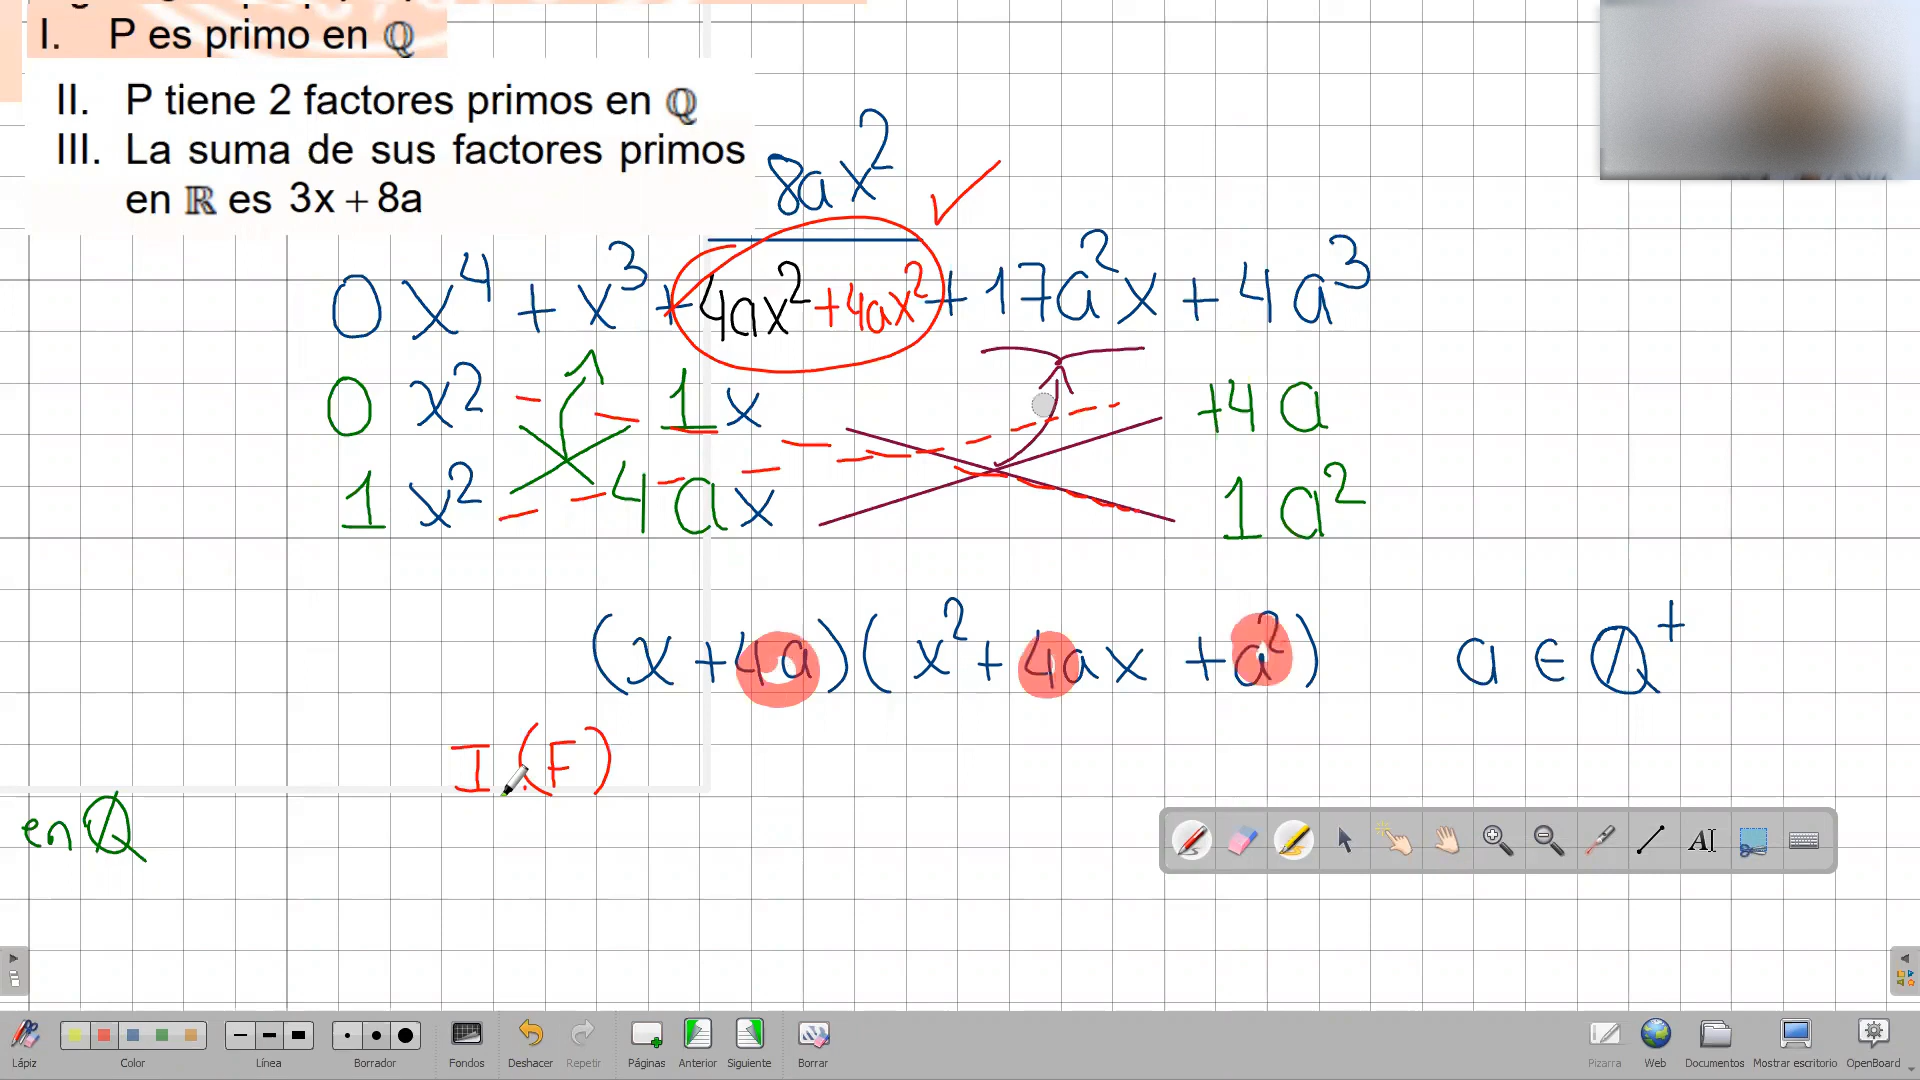 I. P es primo en ℚ
II. P tiene 2 factores primos en ℚ
III. La suma de sus factores primos
en ℝ es 3x + 8a
8ax²
0x⁴ + x³ + 4ax² + 4ax² + 17a²x + 4a³
0 x² 1x +4a
1 x² 4ax 1a²
(x + 4a)(x² + 4ax + a²) a ∈ ℚ⁺
I. (F)
en ℚ
Lápiz Color Línea Borrador Fondos Deshacer Repetir Páginas Anterior Siguiente Borrar Pizarra Web Documentos Mostrar escritorio OpenBoard